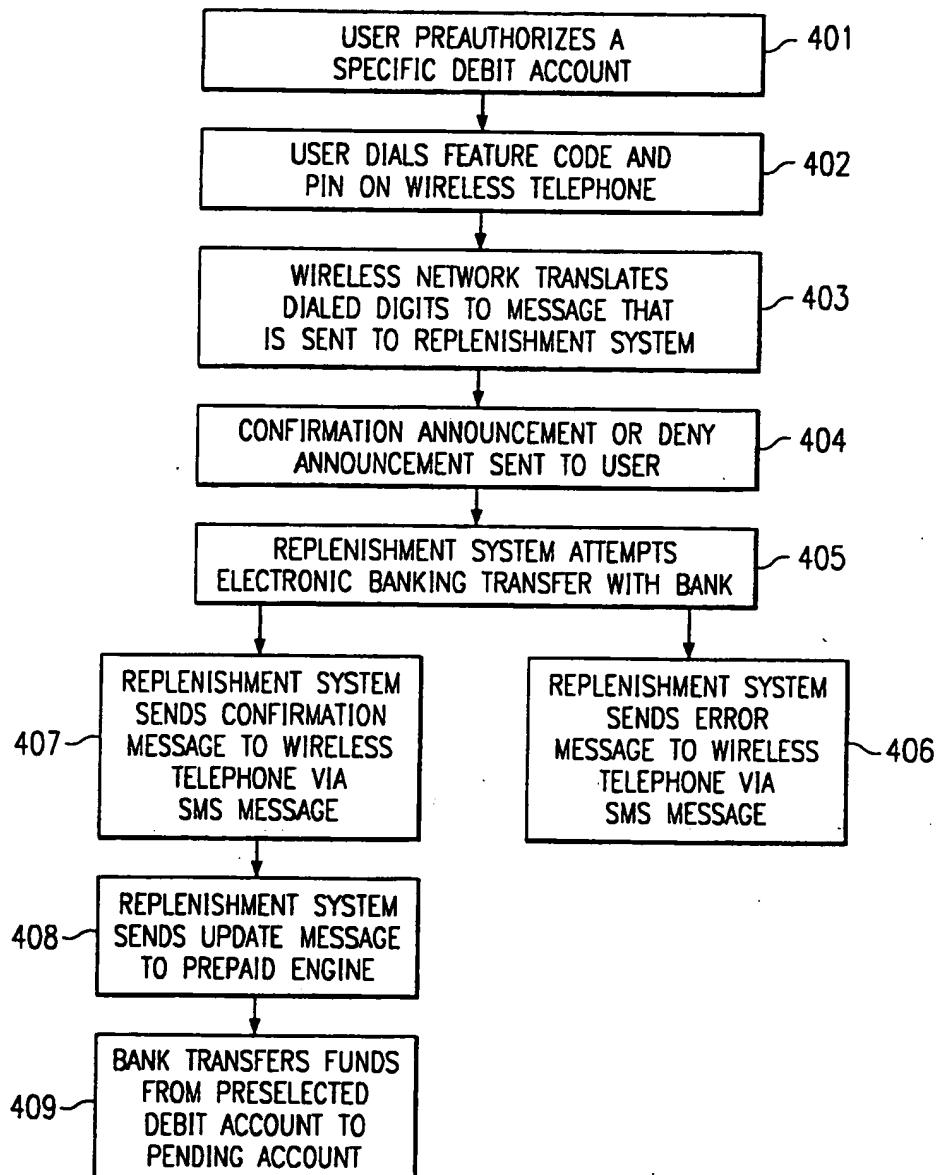 USER PREAUTHORIZES A
SPECIFIC DEBIT ACCOUNT
401
USER DIALS FEATURE CODE AND
PIN ON WIRELESS TELEPHONE
402
WIRELESS NETWORK TRANSLATES
DIALED DIGITS TO MESSAGE THAT
IS SENT TO REPLENISHMENT SYSTEM
403
CONFIRMATION ANNOUNCEMENT OR DENY
ANNOUNCEMENT SENT TO USER
404
REPLENISHMENT SYSTEM ATTEMPTS
ELECTRONIC BANKING TRANSFER WITH BANK
405
REPLENISHMENT SYSTEM
SENDS CONFIRMATION
MESSAGE TO WIRELESS
TELEPHONE VIA
SMS MESSAGE
407
REPLENISHMENT SYSTEM
SENDS ERROR
MESSAGE TO WIRELESS
TELEPHONE VIA
SMS MESSAGE
406
REPLENISHMENT SYSTEM
SENDS UPDATE MESSAGE
TO PREPAID ENGINE
408
BANK TRANSFERS FUNDS
FROM PRESELECTED
DEBIT ACCOUNT TO
PENDING ACCOUNT
409